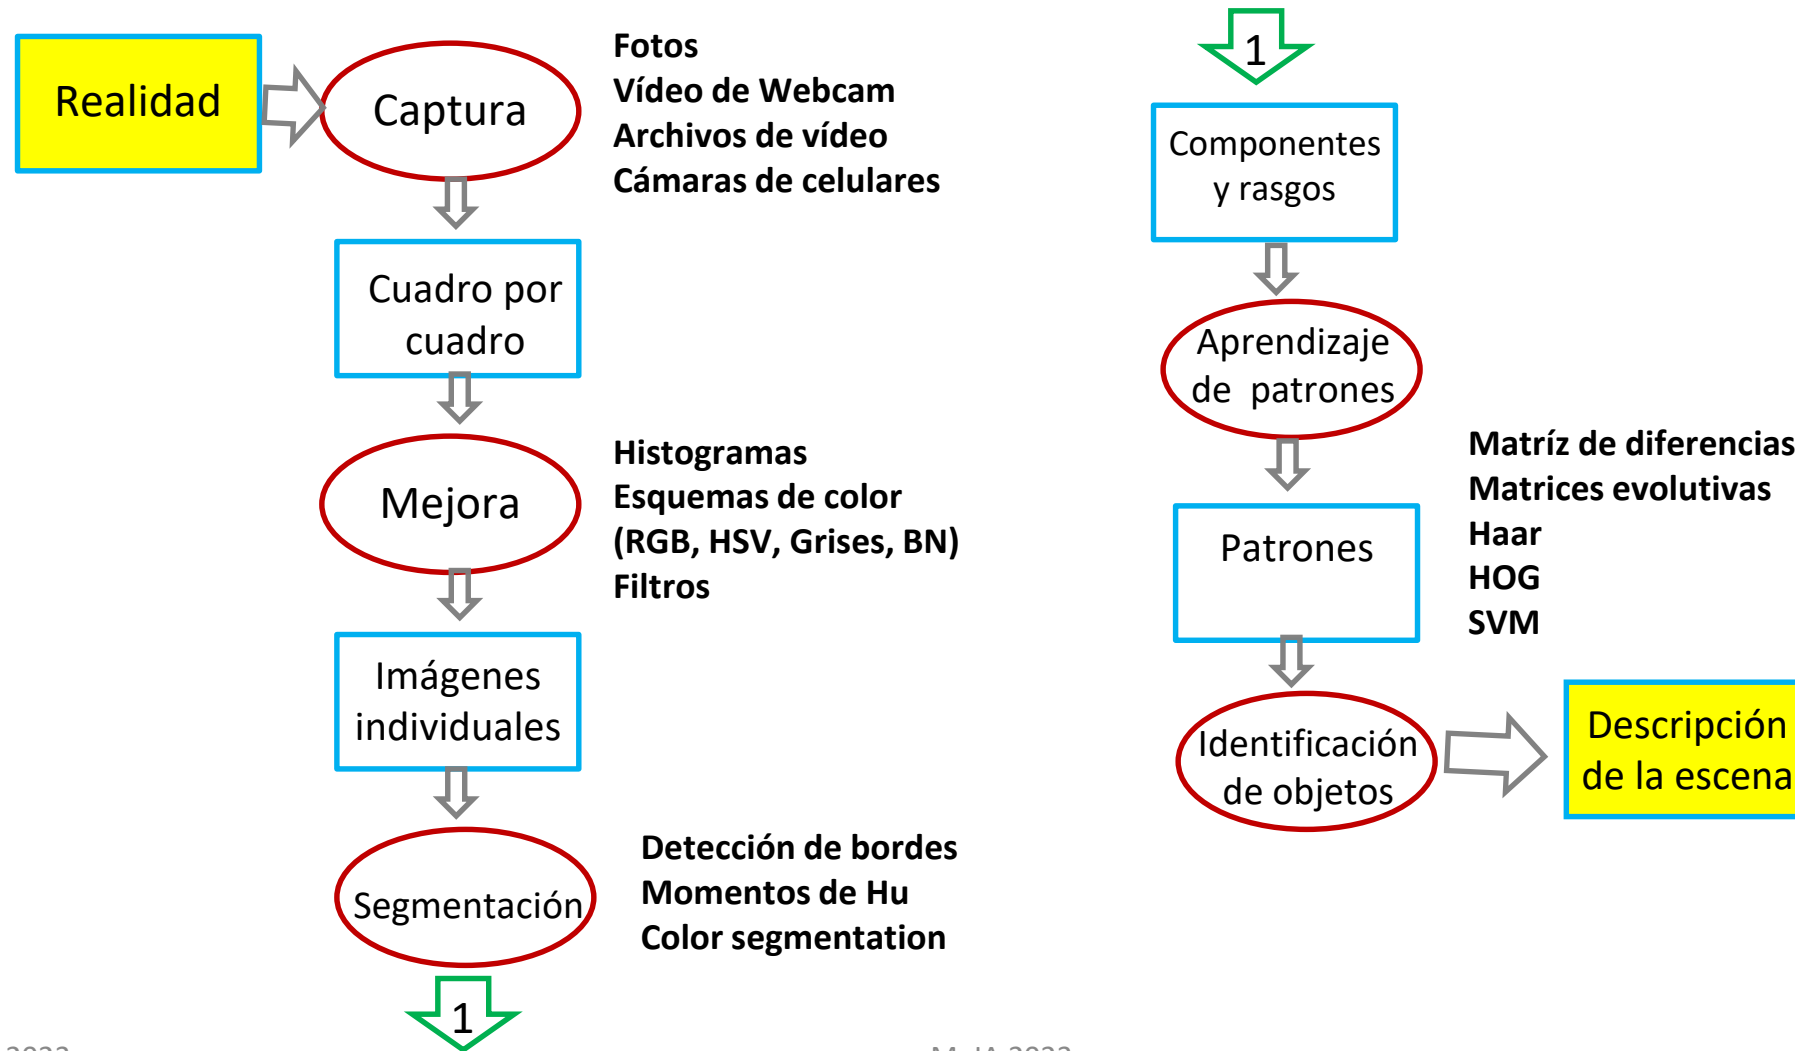 Realidad
Captura
Fotos
Vídeo de Webcam
Archivos de vídeo
Cámaras de celulares
Cuadro por
cuadro
Mejora
Histogramas
Esquemas de color
(RGB, HSV, Grises, BN)
Filtros
Imágenes
individuales
Segmentación
Detección de bordes
Momentos de Hu
Color segmentation
1
1
Componentes
y rasgos
Aprendizaje
de patrones
Matríz de diferencias
Matrices evolutivas
Haar
HOG
SVM
Patrones
Identificación
de objetos
Descripción
de la escena